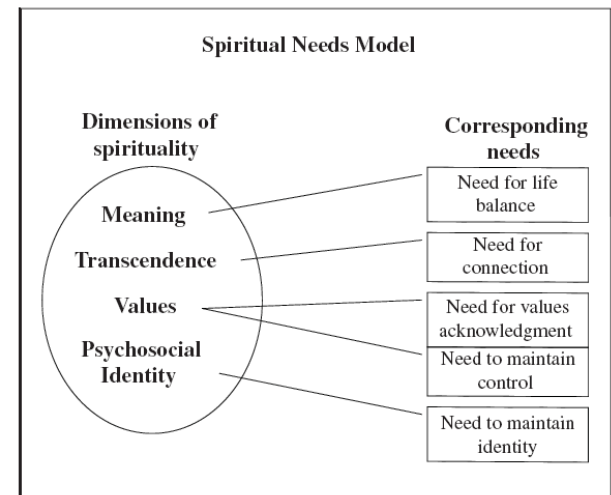 Spiritual Needs Model
Dimensions of
spirituality
Meaning
Transcendence
Values
Psychosocial
Identity
Corresponding
needs
Need for life
balance
Need for
connection
Need for values
acknowledgment
Need to maintain
control
Need to maintain
identity